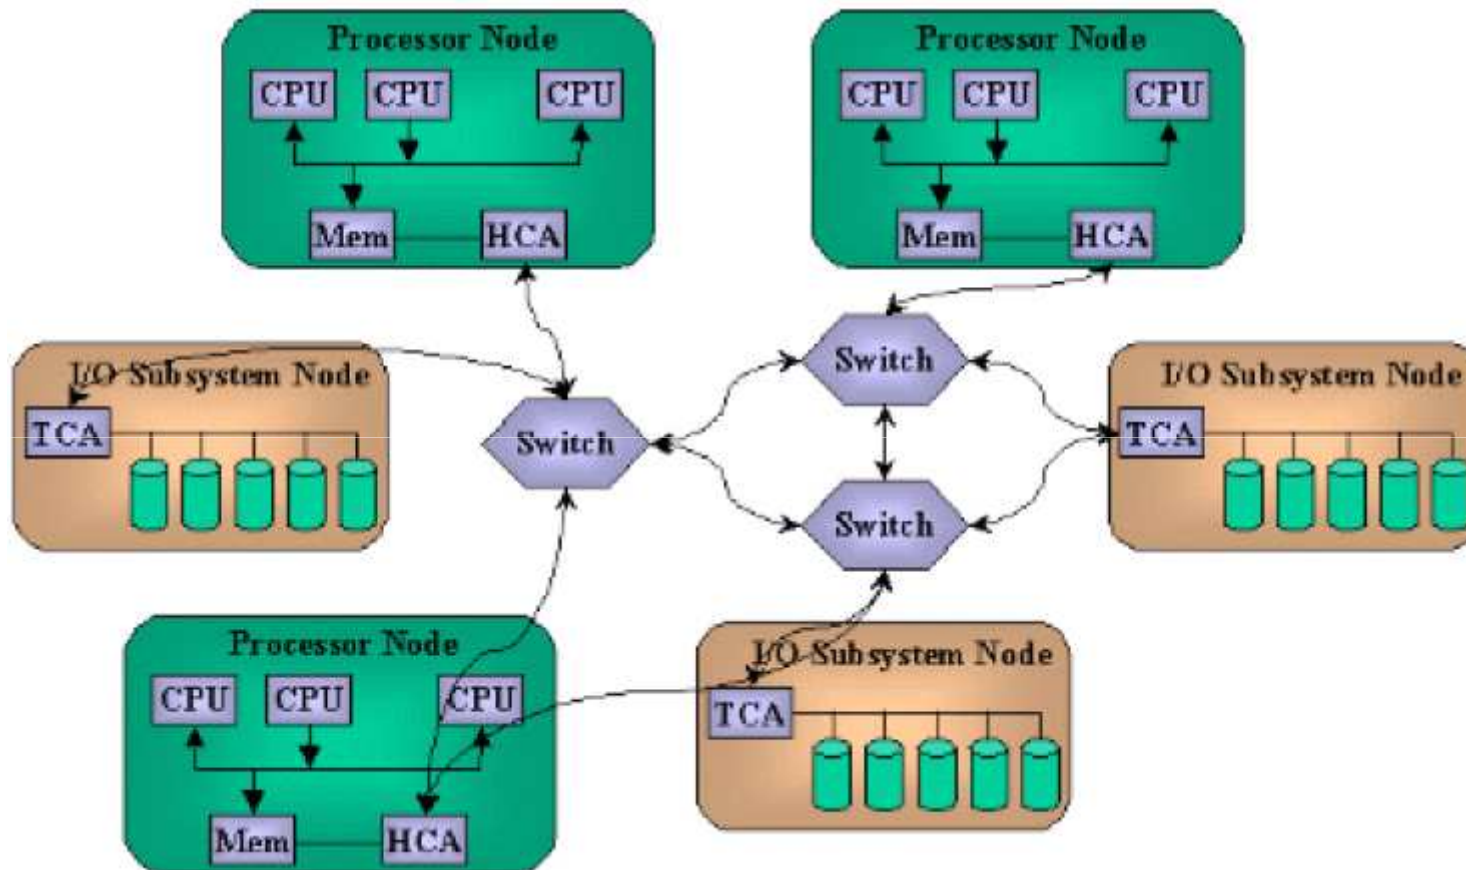 Processor Node
CPU CPU CPU
Mem HCA
Processor Node
CPU CPU CPU
Mem HCA
I/O Subsystem Node
TCA
Switch
Switch
Switch
I/O Subsystem Node
TCA
Processor Node
CPU CPU CPU
Mem HCA
I/O Subsystem Node
TCA